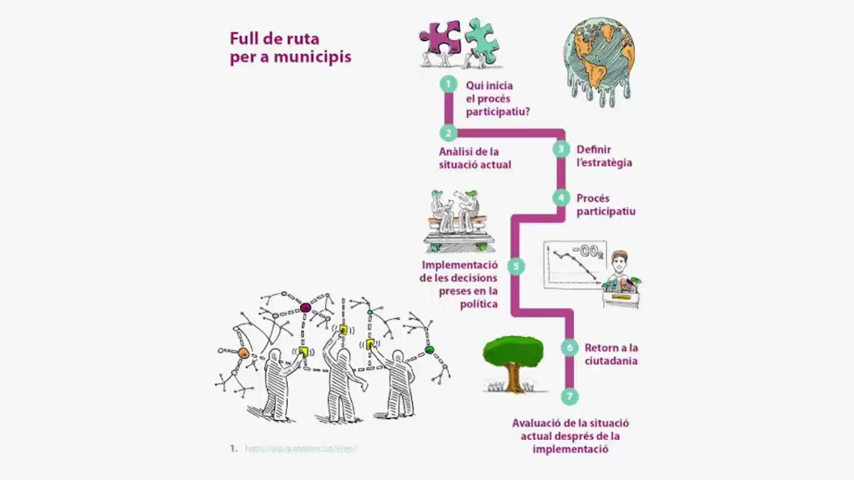 Full de ruta
per a municipis
1
Qui inicia
el procés
participatiu?
2
Anàlisi de la
situació actual
3
Definir
l'estratègia
4
Procés
participatiu
-CO₂
Implementació
de les decisions
preses en la
política
5
6
Retorn a la
ciutadania
7
Avaluació de la situació
actual després de la
implementació
1.